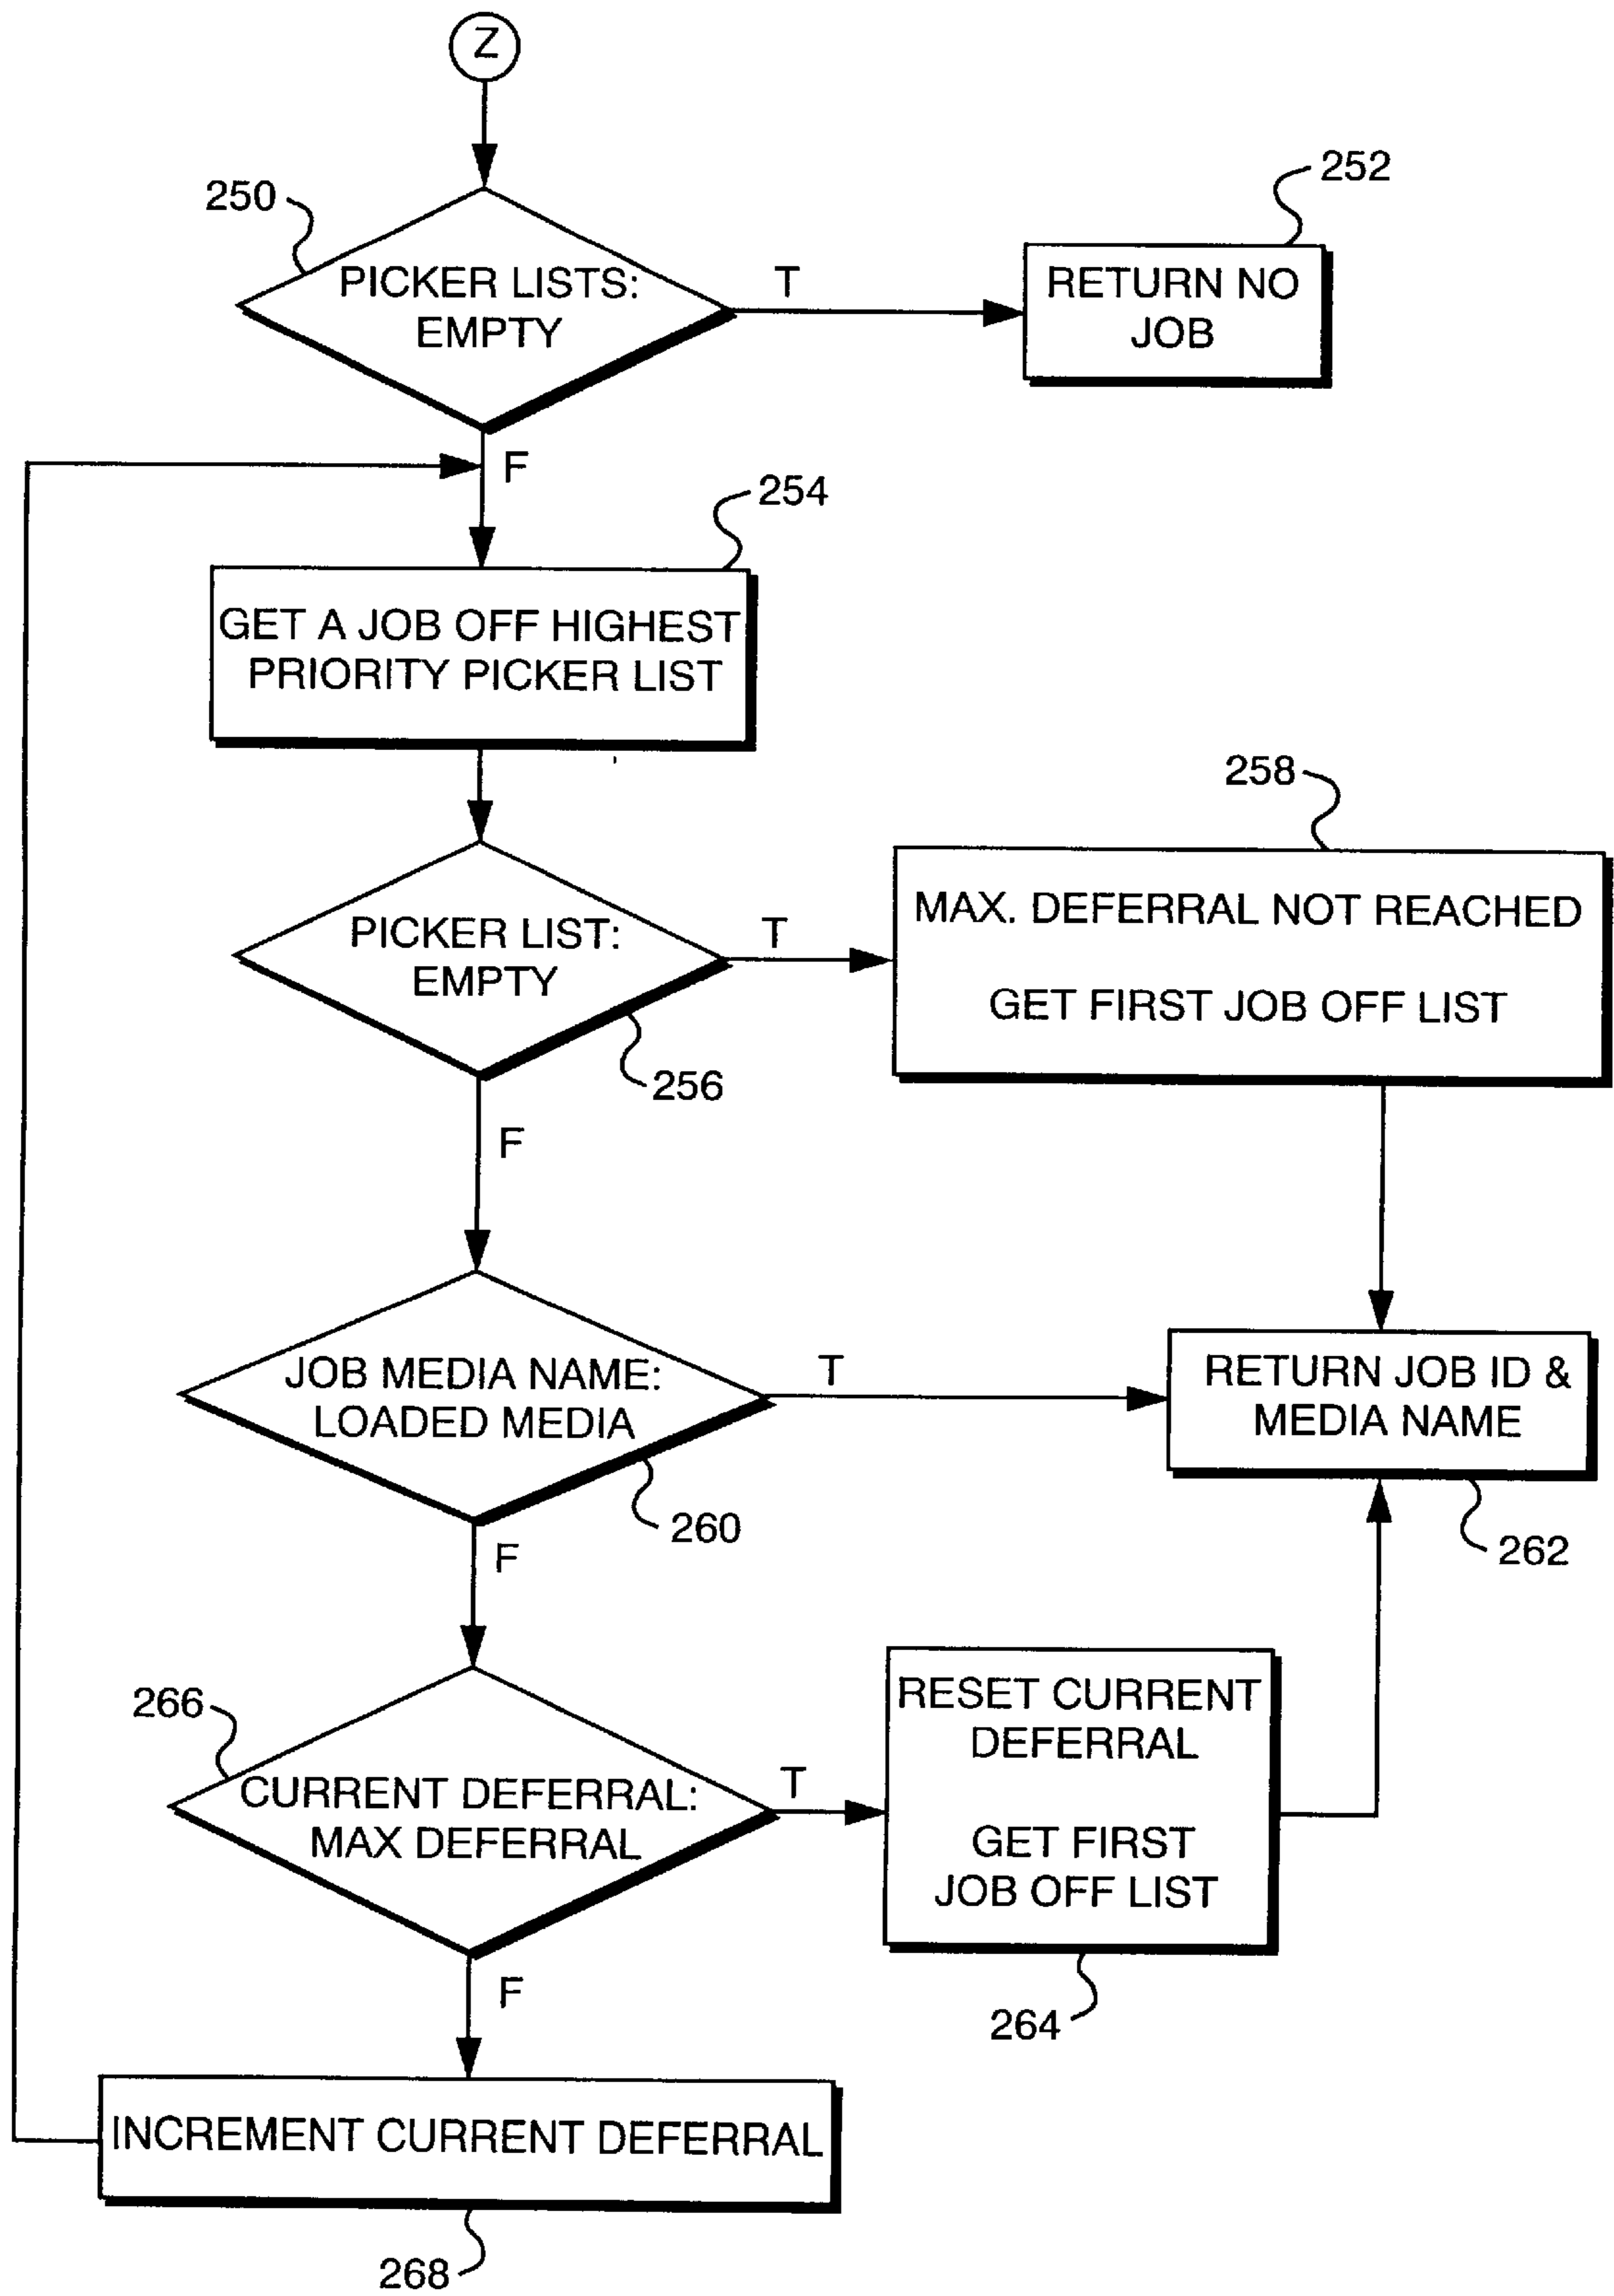 Z
250
PICKER LISTS:
EMPTY
T
252
RETURN NO
JOB
F
254
GET A JOB OFF HIGHEST
PRIORITY PICKER LIST
PICKER LIST:
EMPTY
256
T
258
MAX. DEFERRAL NOT REACHED
GET FIRST JOB OFF LIST
F
JOB MEDIA NAME:
LOADED MEDIA
260
T
RETURN JOB ID &
MEDIA NAME
262
F
266
CURRENT DEFERRAL:
MAX DEFERRAL
T
RESET CURRENT
DEFERRAL
GET FIRST
JOB OFF LIST
264
F
INCREMENT CURRENT DEFERRAL
268